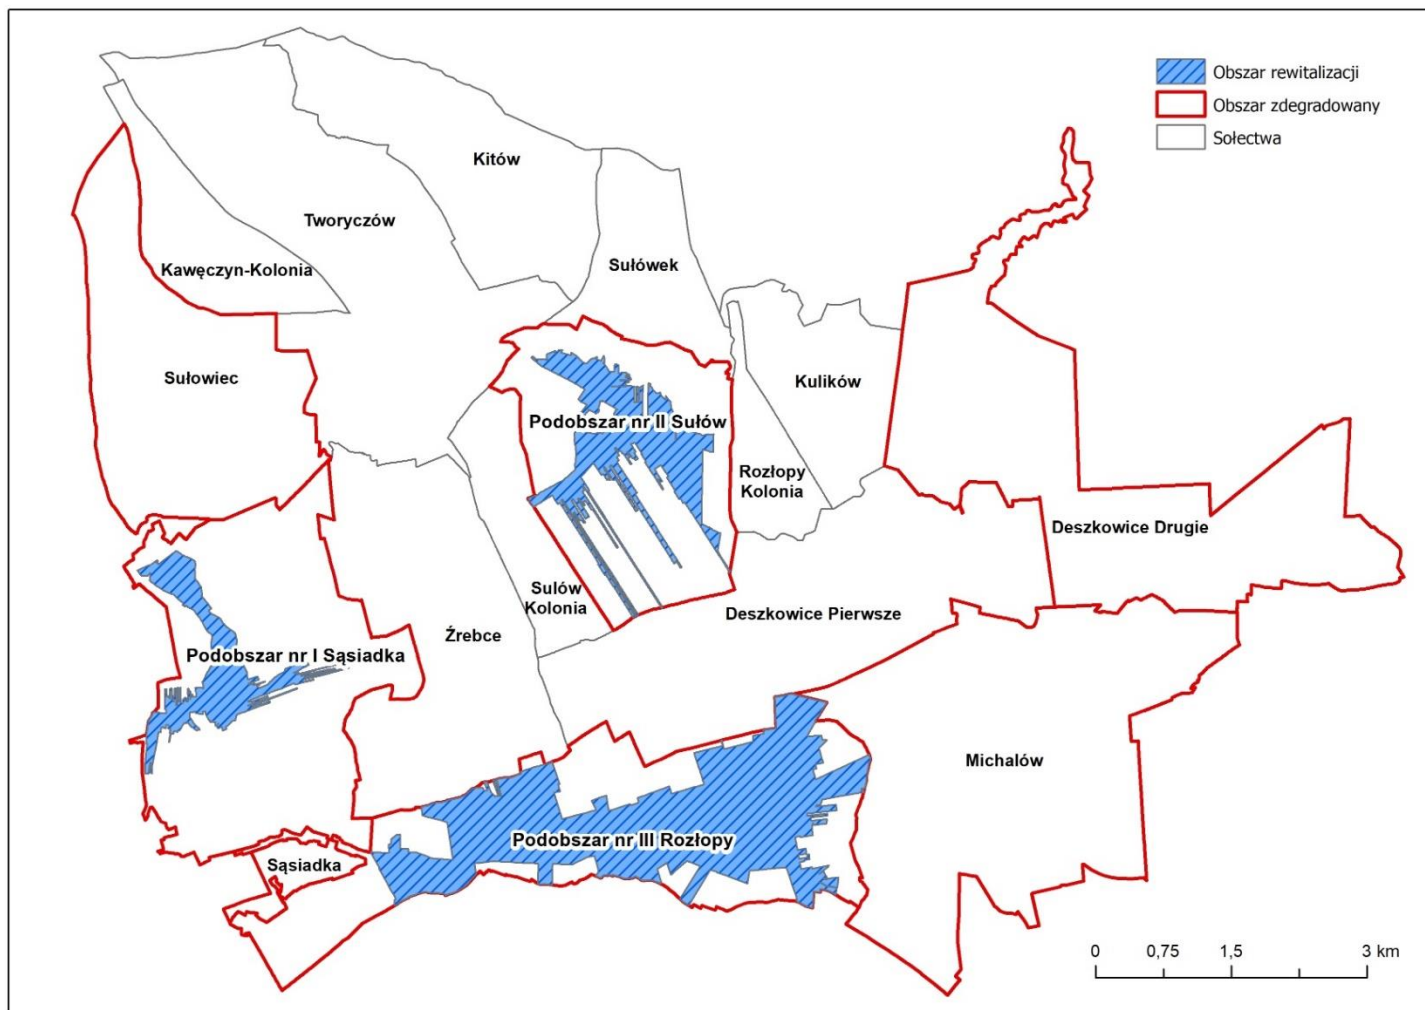 Obszar rewitalizacji
Obszar zdegradowany
Sołectwa
Kitów
Tworyczów
Sułówek
Kawęczyn-Kolonia
Sułowiec
Kulików
Podobszar nr II Sułów
Rozłopy
Kolonia
Deszkowice Drugie
Sulów
Kolonia
Deszkowice Pierwsze
Źrebce
Podobszar nr I Sąsiadka
Michalów
Podobszar nr III Rozłopy
Sąsiadka
0 0,75 1,5 3 km